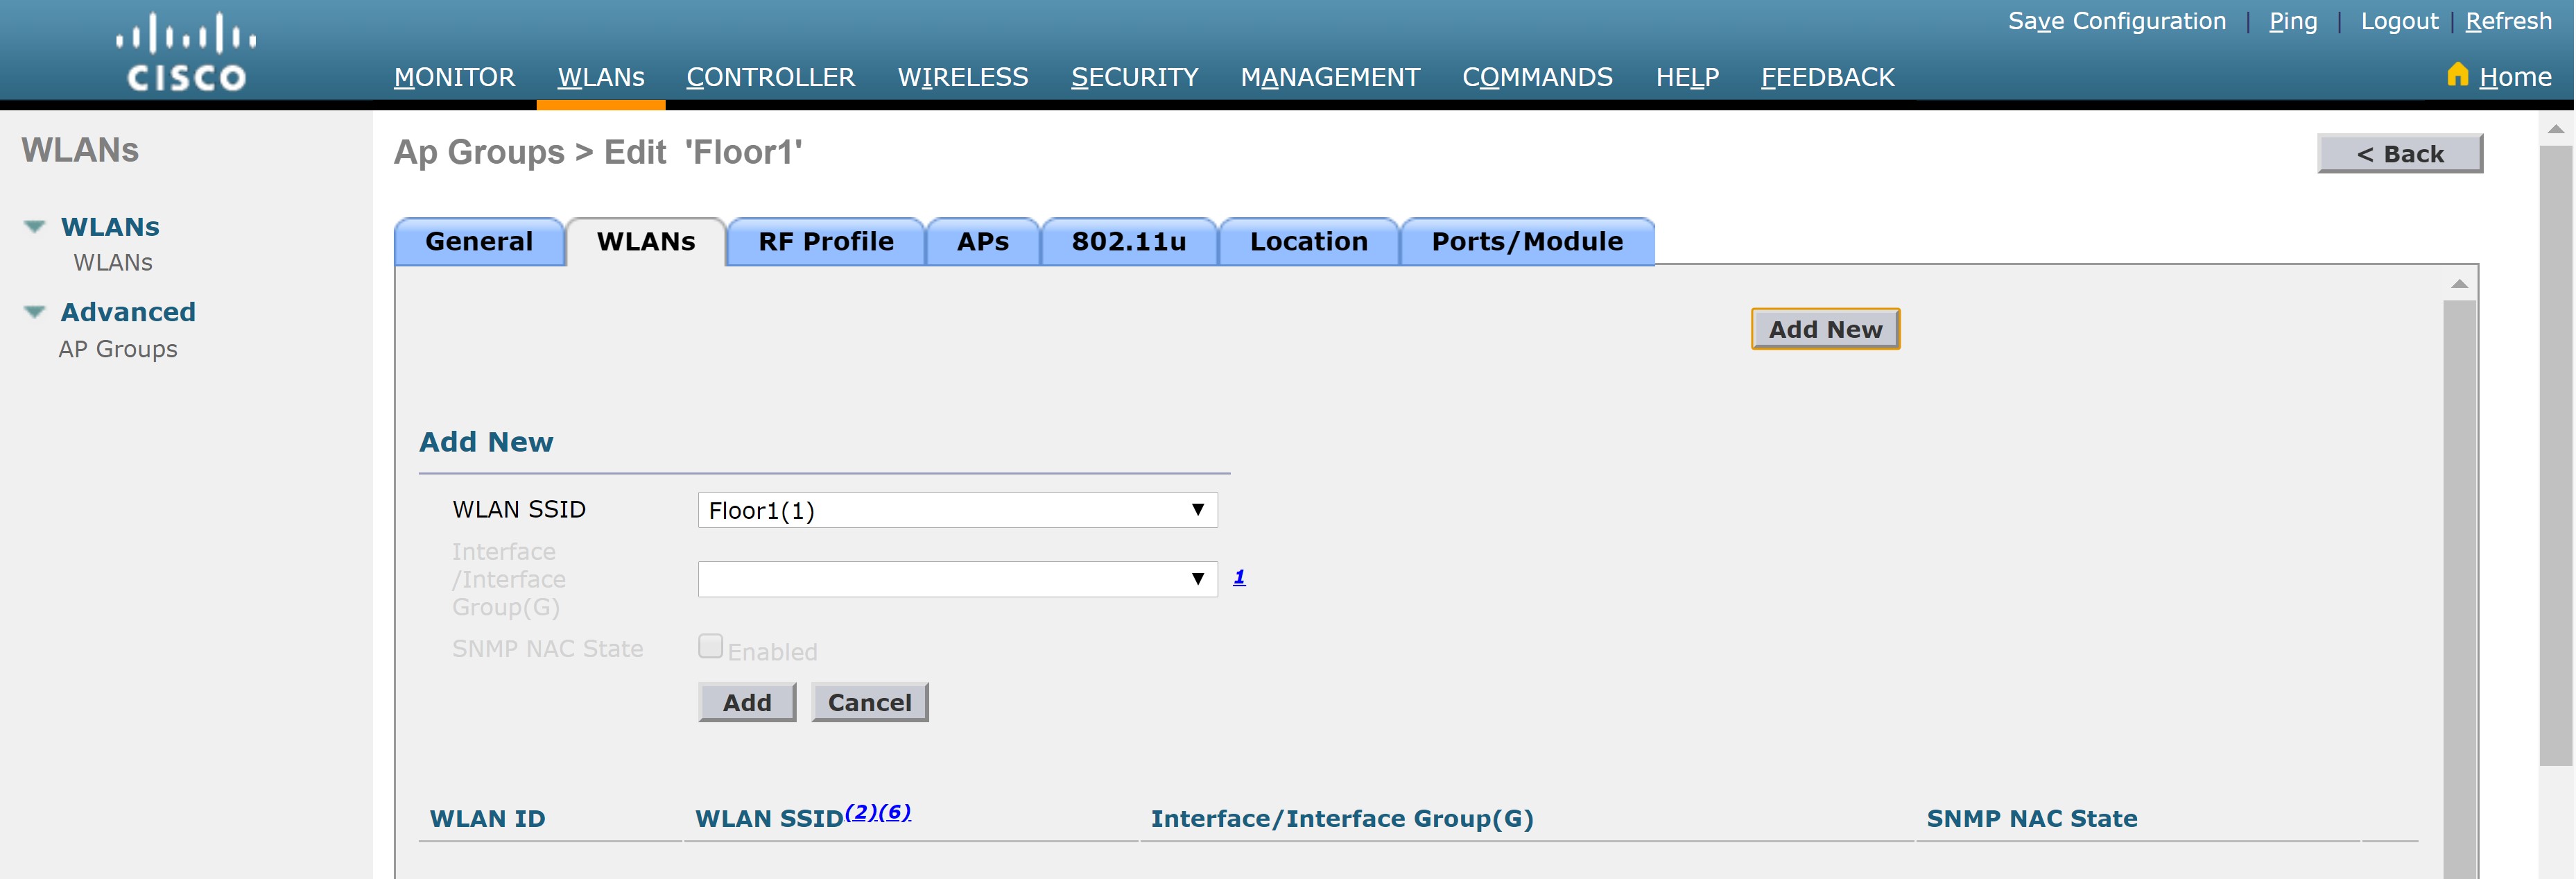 Save Configuration | Ping | Logout | Refresh
CISCO
MONITOR WLANs CONTROLLER WIRELESS SECURITY MANAGEMENT COMMANDS HELP FEEDBACK Home
WLANs
WLANs
WLANs
Advanced
AP Groups
Ap Groups > Edit 'Floor1'
< Back
General WLANs RF Profile APs 802.11u Location Ports/Module
Add New
Add New
WLAN SSID Floor1(1)
Interface
/Interface
Group(G)
1
SNMP NAC State Enabled
Add Cancel
WLAN ID WLAN SSID(2)(6) Interface/Interface Group(G) SNMP NAC State